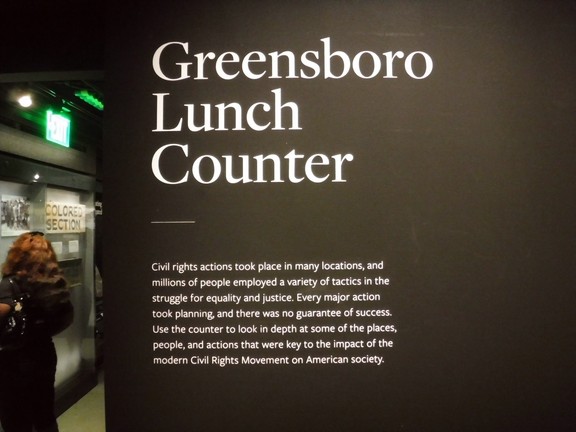 Greensboro
Lunch
Counter
Civil rights actions took place in many locations, and
millions of people employed a variety of tactics in the
struggle for equality and justice. Every major action
took planning, and there was no guarantee of success.
Use the counter to look in depth at some of the places,
people, and actions that were key to the impact of the
modern Civil Rights Movement on American society.
EXIT
COLORED
SECTION